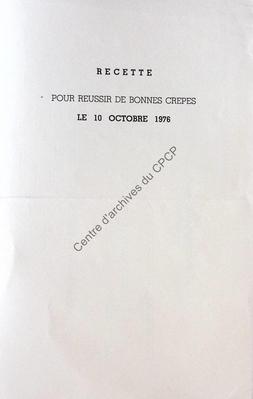 RECETTE
POUR REUSSIR DE BONNES CREPES
LE 10 OCTOBRE 1976
Centre d'archives du CPCP